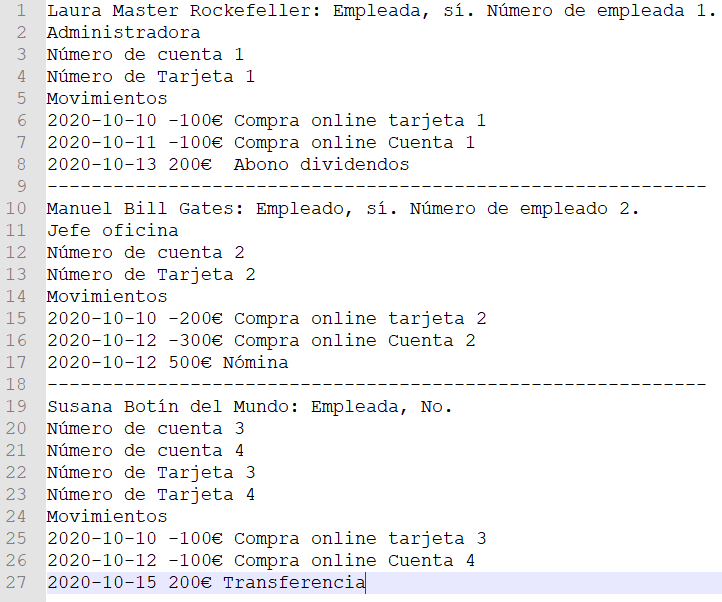 1 Laura Master Rockefeller: Empleada, sí. Número de empleada 1.
2 Administradora
3 Número de cuenta 1
4 Número de Tarjeta 1
5 Movimientos
6 2020-10-10 -100€ Compra online tarjeta 1
7 2020-10-11 -100€ Compra online Cuenta 1
8 2020-10-13 200€  Abono dividendos
9 ------------------------------------------------------------
10 Manuel Bill Gates: Empleado, sí. Número de empleado 2.
11 Jefe oficina
12 Número de cuenta 2
13 Número de Tarjeta 2
14 Movimientos
15 2020-10-10 -200€ Compra online tarjeta 2
16 2020-10-12 -300€ Compra online Cuenta 2
17 2020-10-12 500€ Nómina
18 ------------------------------------------------------------
19 Susana Botín del Mundo: Empleada, No.
20 Número de cuenta 3
21 Número de cuenta 4
22 Número de Tarjeta 3
23 Número de Tarjeta 4
24 Movimientos
25 2020-10-10 -100€ Compra online tarjeta 3
26 2020-10-12 -100€ Compra online Cuenta 4
27 2020-10-15 200€ Transferencia